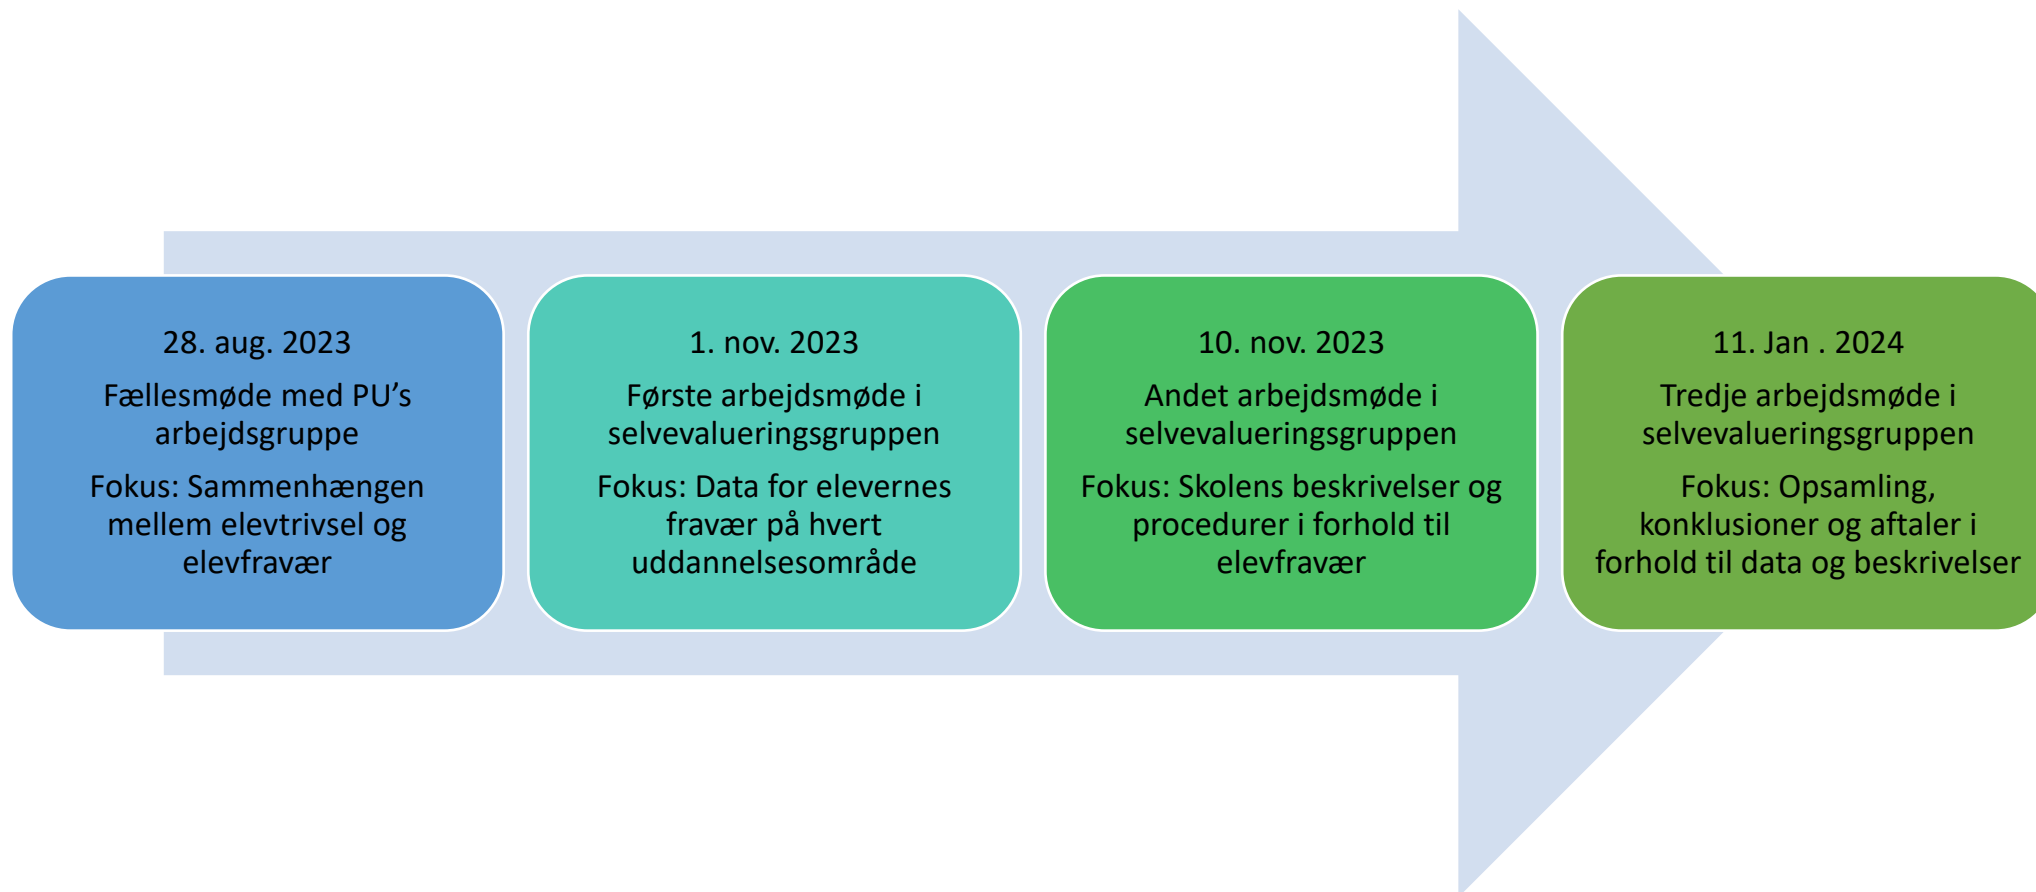 28. aug. 2023
Fællesmøde med PU’s
arbejdsgruppe
Fokus: Sammenhængen
mellem elevtrivsel og
elevfravær
1. nov. 2023
Første arbejdsmøde i
selvevalueringsgruppen
Fokus: Data for elevernes
fravær på hvert
uddannelsesområde
10. nov. 2023
Andet arbejdsmøde i
selvevalueringsgruppen
Fokus: Skolens beskrivelser og
procedurer i forhold til
elevfravær
11. Jan . 2024
Tredje arbejdsmøde i
selvevalueringsgruppen
Fokus: Opsamling,
konklusioner og aftaler i
forhold til data og beskrivelser